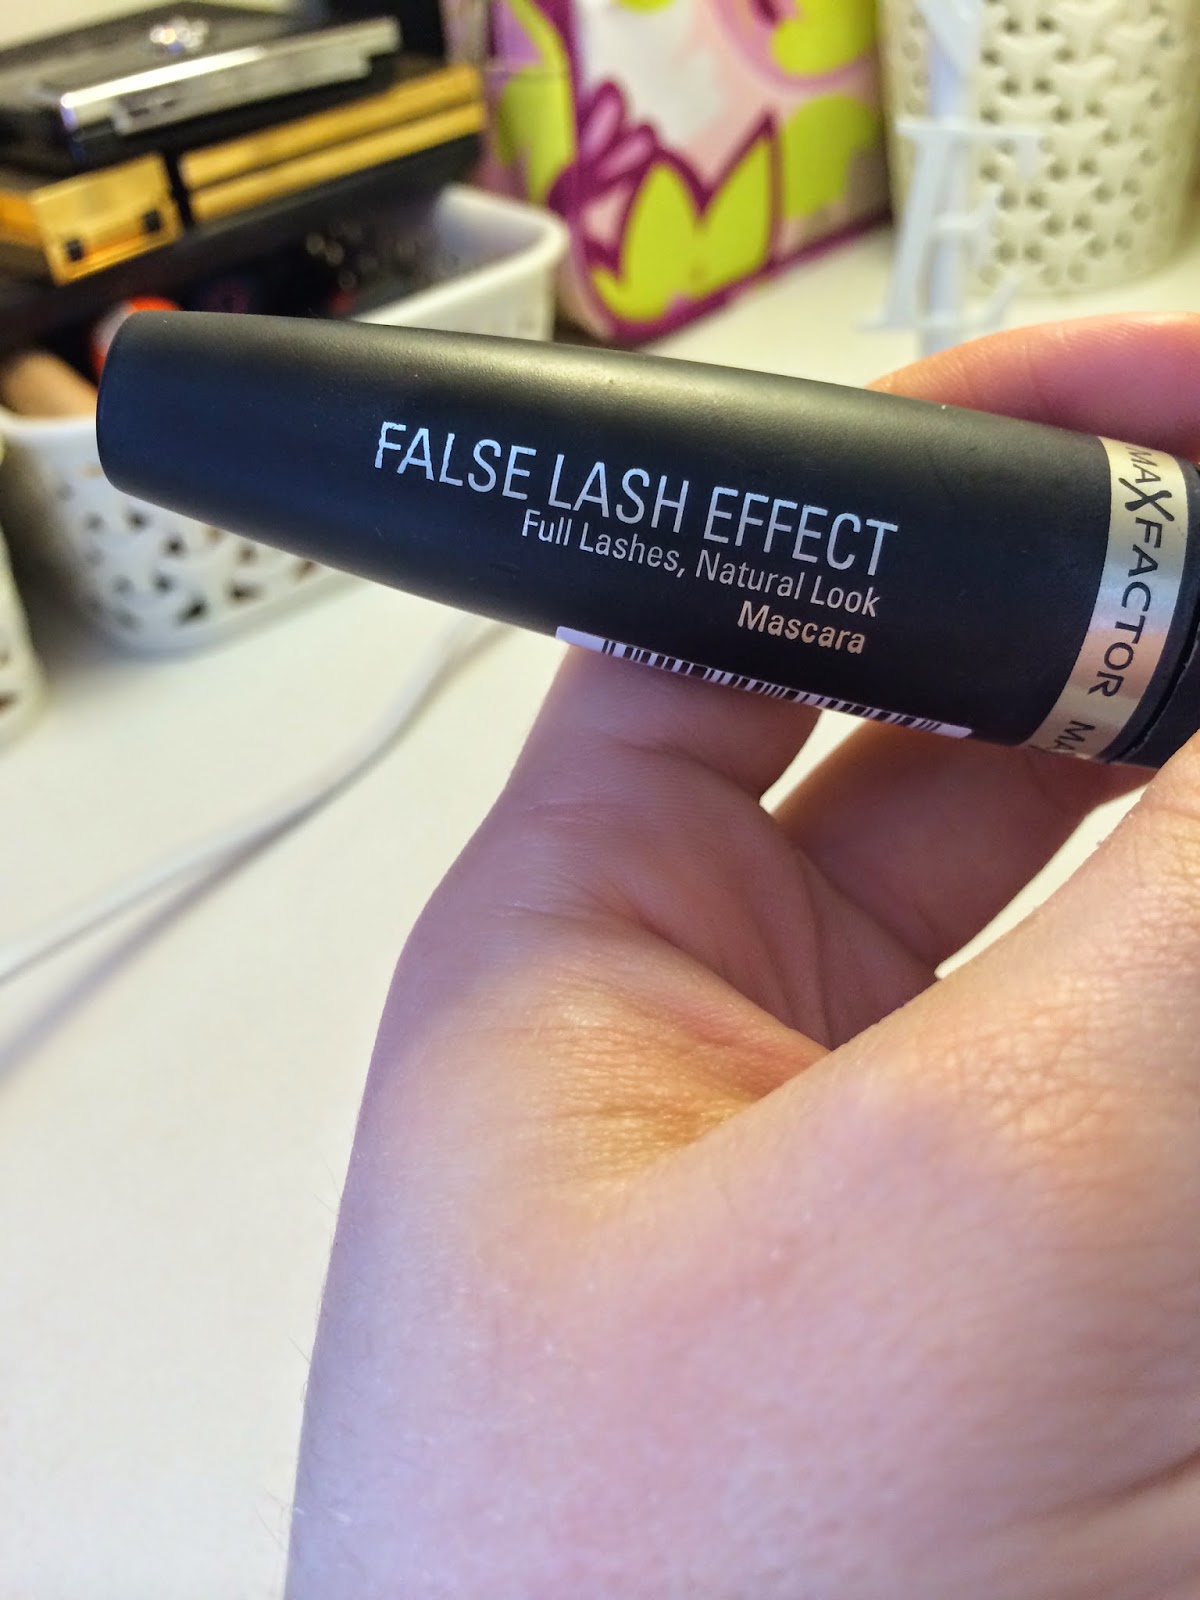 FALSE LASH EFFECT
Full Lashes, Natural Look
Mascara
MAXFACTOR